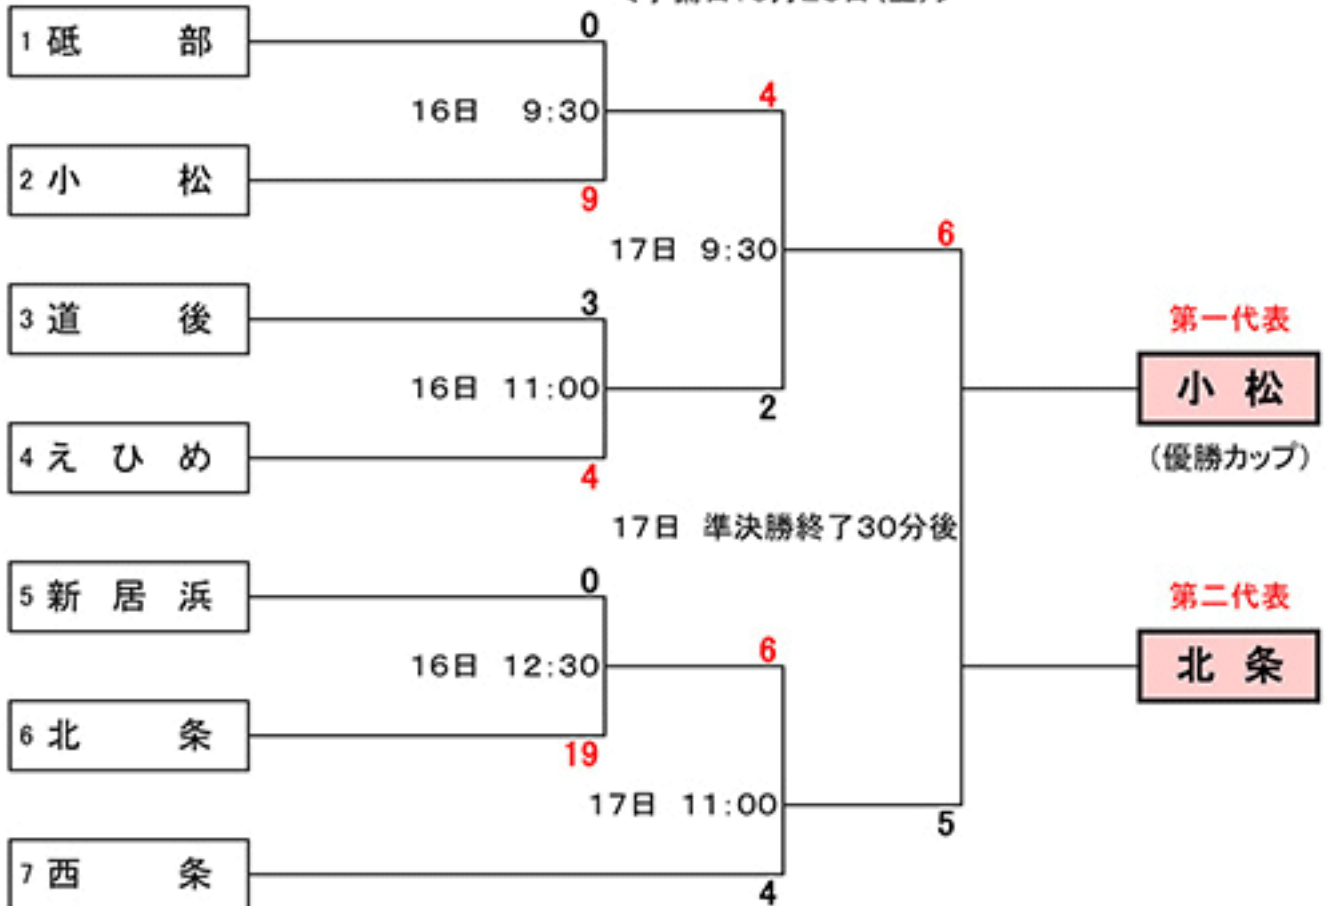 0
1 砥 部
4
16日 9:30
2 小 松
9
6
17日 9:30
3
3 道 後
第一代表
16日 11:00
小 松
2
4 え ひ め
(優勝カップ)
4
17日 準決勝終了30分後
0
5 新 居 浜
第二代表
6
16日 12:30
北 条
6 北 条
19
17日 11:00
5
7 西 条
4